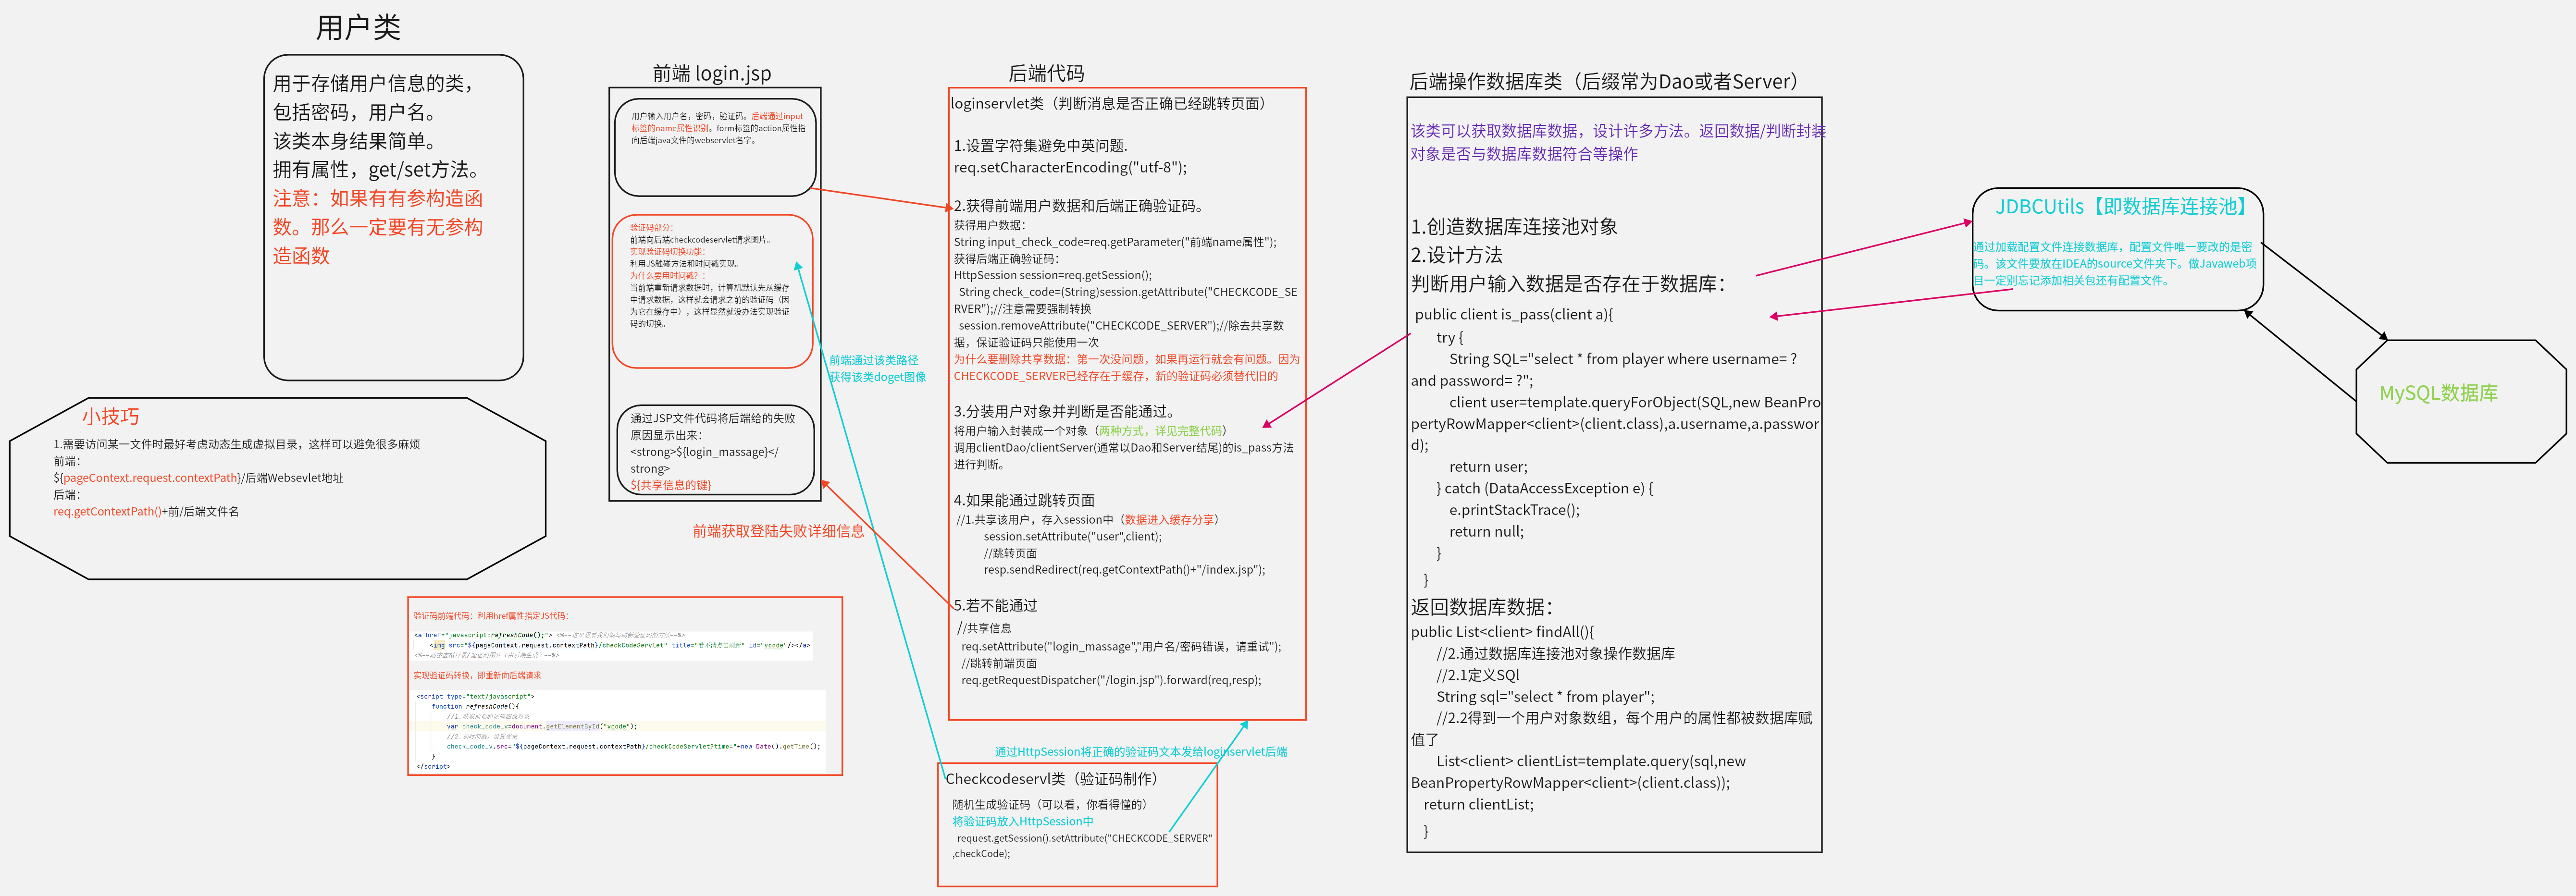 用户类
用于存储用户信息的类，
包括密码，用户名。
该类本身结果简单。
拥有属性，get/set方法。
注意：如果有有参构造函
数。那么一定要有无参构
造函数
小技巧
1.需要访问某一文件时最好考虑动态生成虚拟目录，这样可以避免很多麻烦
前端：
${pageContext.request.contextPath}/后端Websevlet地址
后端：
req.getContextPath()+前/后端文件名
前端 login.jsp
用户输入用户名，密码，验证码。后端通过input
标签的name属性识别。form标签的action属性指
向后端java文件的webservlet名字。
验证码部分：
前端向后端checkcodeservlet请求图片。
实现验证码切换功能：
利用JS触碰方法和时间戳实现。
为什么要用时间戳？：
当前端重新请求数据时，计算机默认先从缓存
中请求数据，这样就会请求之前的验证码（因
为它在缓存中），这样显然就没办法实现验证
码的切换。
通过JSP文件代码将后端给的失败
原因显示出来：
<strong>${login_massage}</
strong>
${共享信息的键}
前端获取登陆失败详细信息
前端通过该类路径
获得该类doget图像
验证码前端代码：利用href属性指定JS代码：
<a href="javascript:refreshCode();">
<img src="${pageContext.request.contextPath}/checkCodeServlet" title="看不清点击刷新" id="vcode"/></a>
实现验证码转换，即重新向后端请求
<script type="text/javascript">
function refreshCode(){
//1.获取前端验证码图像对象
var check_code_v=document.getElementById("vcode");
//2.加时间戳，设置变量
check_code_v.src="${pageContext.request.contextPath}/checkCodeServlet?time="+new Date().getTime();
}
</script>
后端代码
loginservlet类（判断消息是否正确已经跳转页面）
1.设置字符集避免中英问题.
req.setCharacterEncoding("utf-8");
2.获得前端用户数据和后端正确验证码。
获得用户数据：
String input_check_code=req.getParameter("前端name属性");
获得后端正确验证码：
HttpSession session=req.getSession();
String check_code=(String)session.getAttribute("CHECKCODE_SE
RVER");//注意需要强制转换
session.removeAttribute("CHECKCODE_SERVER");//除去共享数
据，保证验证码只能使用一次
为什么要删除共享数据：第一次没问题，如果再运行就会有问题。因为
CHECKCODE_SERVER已经存在于缓存，新的验证码必须替代旧的
3.分装用户对象并判断是否能通过。
将用户输入封装成一个对象（两种方式，详见完整代码）
调用clientDao/clientServer(通常以Dao和Server结尾)的is_pass方法
进行判断。
4.如果能通过跳转页面
//1.共享该用户，存入session中（数据进入缓存分享）
session.setAttribute("user",client);
//跳转页面
resp.sendRedirect(req.getContextPath()+"/index.jsp");
5.若不能通过
//共享信息
req.setAttribute("login_massage","用户名/密码错误，请重试");
//跳转前端页面
req.getRequestDispatcher("/login.jsp").forward(req,resp);
通过HttpSession将正确的验证码文本发给loginservlet后端
Checkcodeservl类（验证码制作）
随机生成验证码（可以看，你看得懂的）
将验证码放入HttpSession中
request.getSession().setAttribute("CHECKCODE_SERVER"
,checkCode);
后端操作数据库类（后缀常为Dao或者Server）
该类可以获取数据库数据，设计许多方法。返回数据/判断封装
对象是否与数据库数据符合等操作
1.创造数据库连接池对象
2.设计方法
判断用户输入数据是否存在于数据库：
public client is_pass(client a){
try {
String SQL="select * from player where username= ?
and password= ?";
client user=template.queryForObject(SQL,new BeanPro
pertyRowMapper<client>(client.class),a.username,a.passwor
d);
return user;
} catch (DataAccessException e) {
e.printStackTrace();
return null;
}
}
返回数据库数据：
public List<client> findAll(){
//2.通过数据库连接池对象操作数据库
//2.1定义SQl
String sql="select * from player";
//2.2得到一个用户对象数组，每个用户的属性都被数据库赋
值了
List<client> clientList=template.query(sql,new
BeanPropertyRowMapper<client>(client.class));
return clientList;
}
JDBCUtils【即数据库连接池】
通过加载配置文件连接数据库，配置文件唯一要改的是密
码。该文件要放在IDEA的source文件夹下。做Javaweb项
目一定别忘记添加相关包还有配置文件。
MySQL数据库